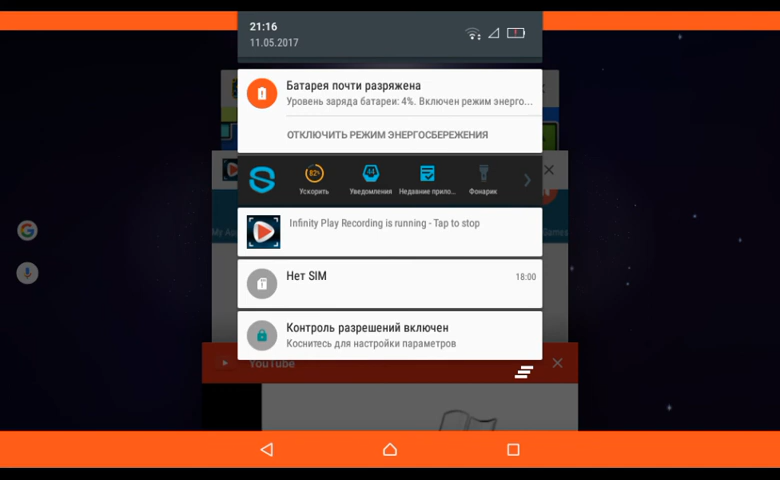 21:16
11.05.2017
Батарея почти разряжена
Уровень заряда батареи: 4%. Включен режим энерго...
ОТКЛЮЧИТЬ РЕЖИМ ЭНЕРГОСБЕРЕЖЕНИЯ
82%
44
Ускорить Уведомления Недавние прило... Фонарик
Infinity Play Recording is running - Tap to stop
Games
Нет SIM 18:00
Контроль разрешений включен
Коснитесь для настройки параметров
YouTube